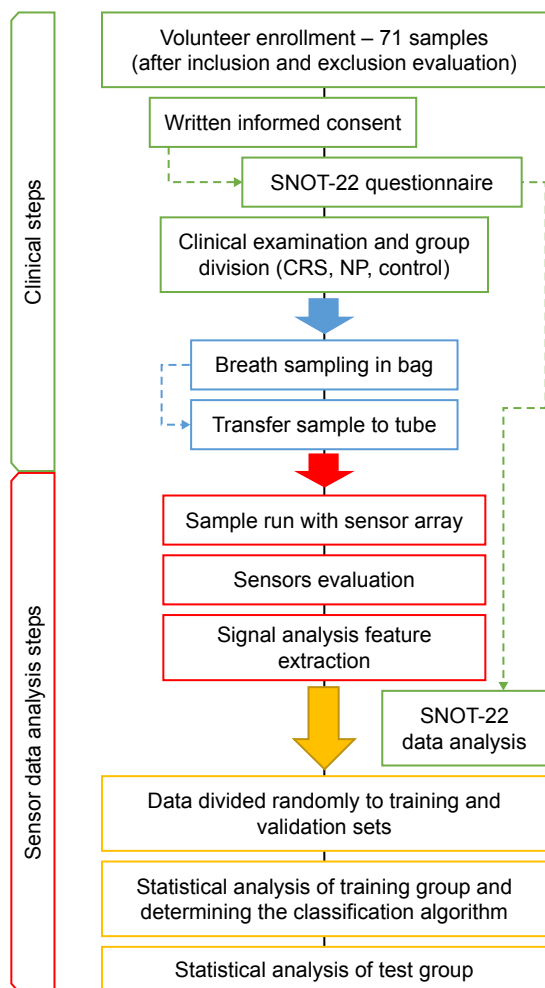 Clinical steps
Volunteer enrollment – 71 samples
(after inclusion and exclusion evaluation)
Written informed consent
SNOT-22 questionnaire
Clinical examination and group
division (CRS, NP, control)
Breath sampling in bag
Transfer sample to tube
Sensor data analysis steps
Sample run with sensor array
Sensors evaluation
Signal analysis feature
extraction
SNOT-22
data analysis
Data divided randomly to training and
validation sets
Statistical analysis of training group and
determining the classification algorithm
Statistical analysis of test group